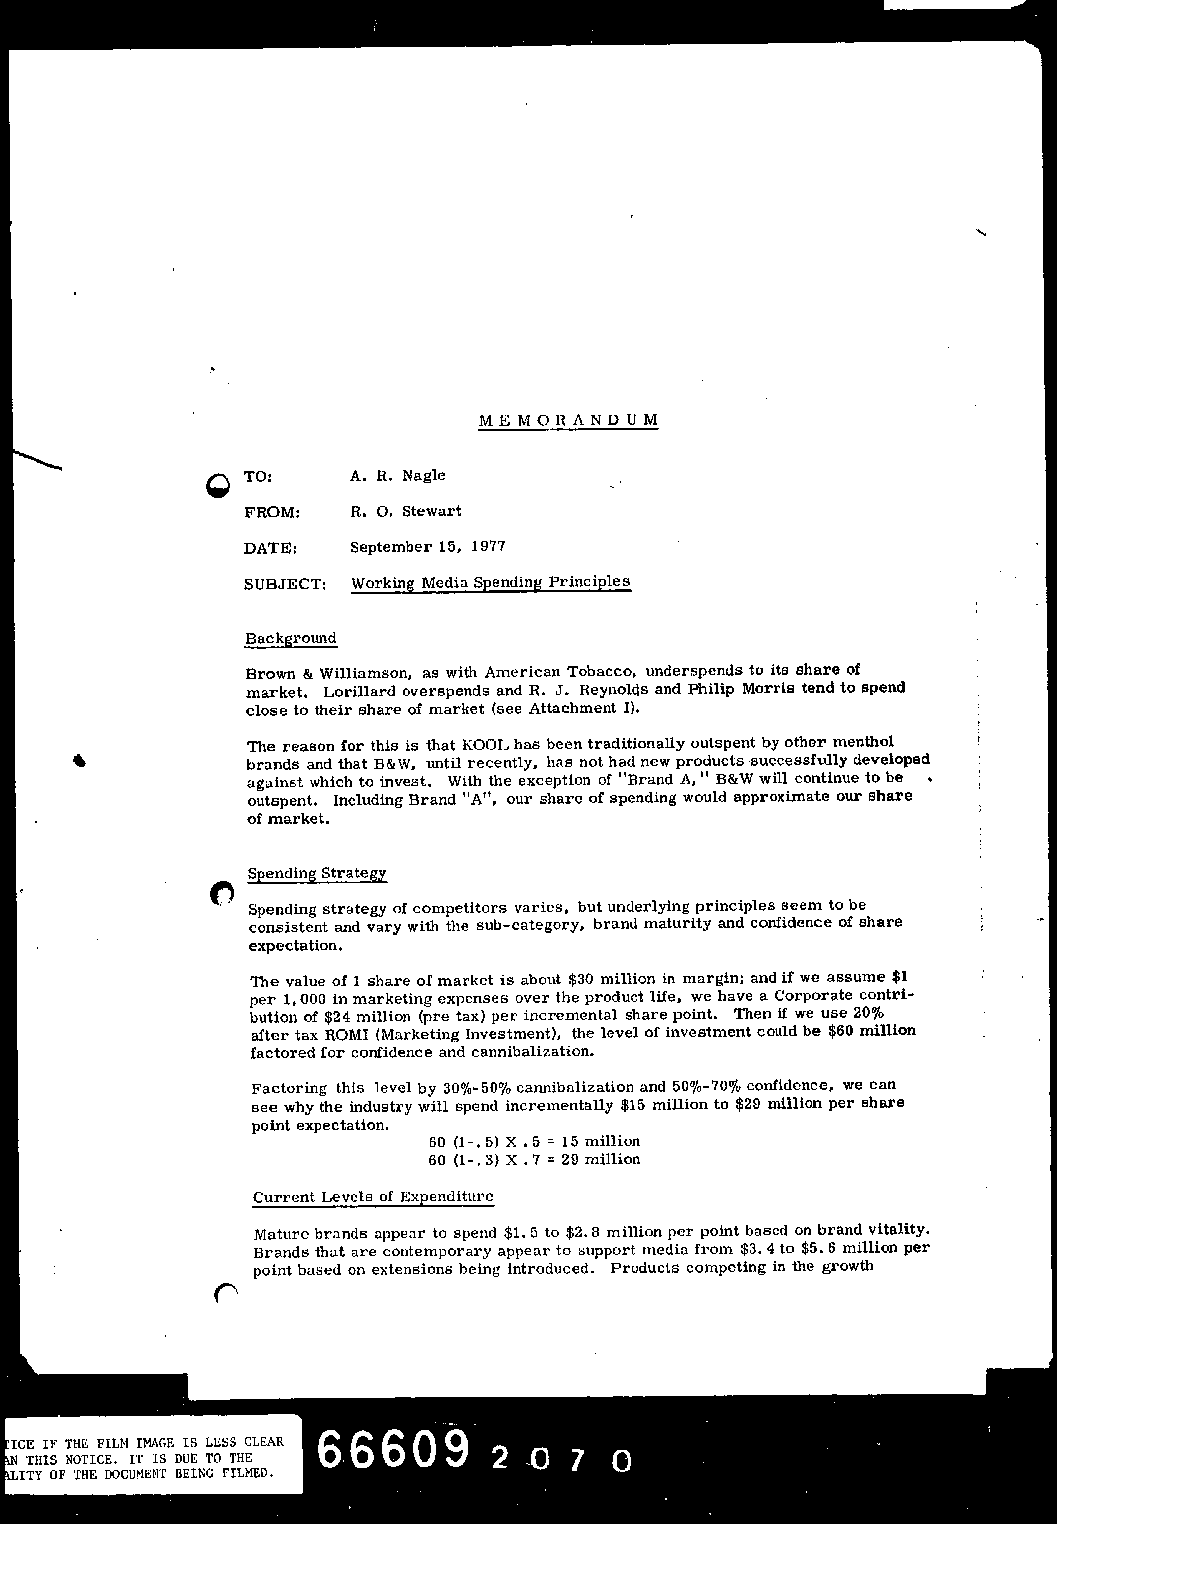 MEMORANDUM
TO: A. R. Nagle
FROM: R. O. Stewart
DATE: September 15, 1977
SUBJECT: Working Media Spending Principles
Background
Brown & Williamson, as with American Tobacco, underspends to its share of
market. Lorillard overspends and R. J. Reynolds and Philip Morris tend to spend
close to their share of market (see Attachment I).
The reason for this is that KOOL has been traditionally outspent by other menthol
brands and that B&W, until recently, has not had new products successfully developed
against which to invest. With the exception of "Brand A," B&W will continue to be
outspent. Including Brand "A", our share of spending would approximate our share
of market.
Spending Strategy
Spending strategy of competitors varies, but underlying principles seem to be
consistent and vary with the sub-category, brand maturity and confidence of share
expectation.
The value of 1 share of market is about $30 million in margin; and if we assume $1
per 1,000 in marketing expenses over the product life, we have a Corporate contri-
bution of $24 million (pre tax) per incremental share point. Then if we use 20%
after tax ROMI (Marketing Investment), the level of investment could be $60 million
factored for confidence and cannibalization.
Factoring this level by 30%-50% cannibalization and 50%-70% confidence, we can
see why the industry will spend incrementally $15 million to $29 million per share
point expectation.
60 (1-.5) X .5 = 15 million
60 (1-.3) X .7 = 29 million
Current Levels of Expenditure
Mature brands appear to spend $1.5 to $2.8 million per point based on brand vitality.
Brands that are contemporary appear to support media from $3.4 to $5.6 million per
point based on extensions being introduced. Products competing in the growth
TICE IF THE FILM IMAGE IS LESS CLEAR
AN THIS NOTICE. IT IS DUE TO THE
ALITY OF THE DOCUMENT BEING FILMED.
66609 2070